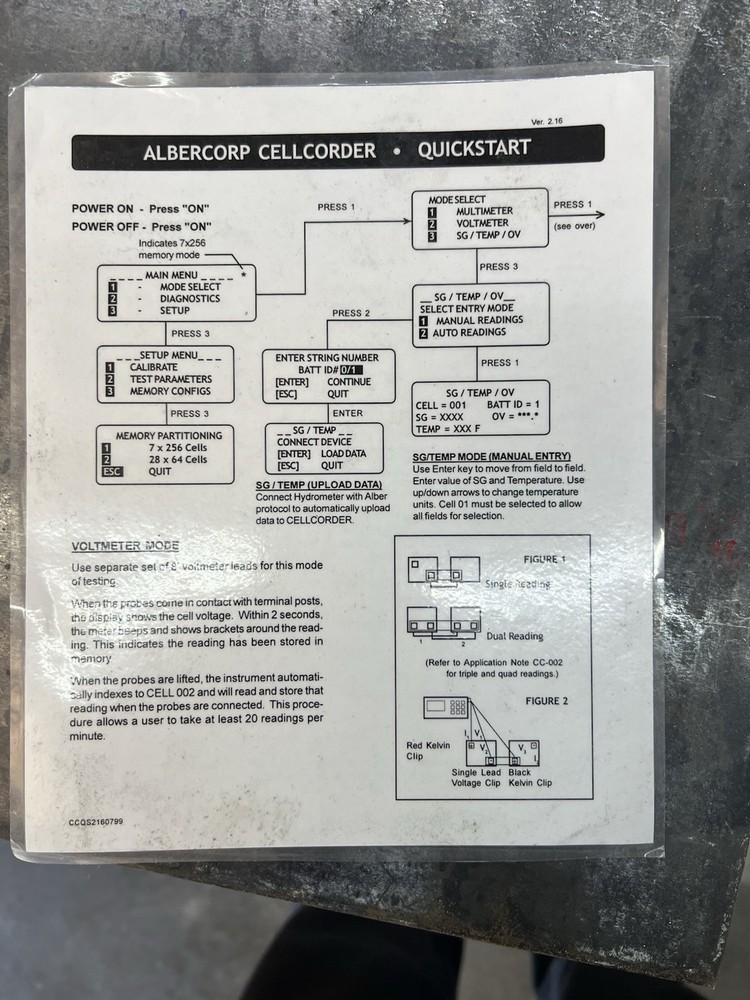 Ver. 2.16
ALBERCORP CELLCORDER • QUICKSTART
POWER ON - Press "ON"
POWER OFF - Press "ON"
Indicates 7x256
memory mode
_ _ _ _ MAIN MENU _ _ _ _ *
1 - MODE SELECT
2 - DIAGNOSTICS
3 - SETUP
PRESS 1
MODE SELECT
1 MULTIMETER
2 VOLTMETER
3 SG / TEMP / OV
PRESS 1
(see over)
PRESS 3
_ _ _SETUP MENU_ _ _
1 CALIBRATE
2 TEST PARAMETERS
3 MEMORY CONFIGS
PRESS 3
MEMORY PARTITIONING
1 7 x 256 Cells
2 28 x 64 Cells
ESC QUIT
PRESS 3
__ SG / TEMP / OV__
SELECT ENTRY MODE
1 MANUAL READINGS
2 AUTO READINGS
PRESS 2
ENTER STRING NUMBER
BATT ID# 0/1
[ENTER] CONTINUE
[ESC] QUIT
ENTER
_ _ SG / TEMP _ _
CONNECT DEVICE
[ENTER] LOAD DATA
[ESC] QUIT
SG / TEMP (UPLOAD DATA)
Connect Hydrometer with Alber
protocol to automatically upload
data to CELLCORDER.
PRESS 1
SG / TEMP / OV
CELL = 001 BATT ID = 1
SG = XXXX OV = ***.*
TEMP = XXX F
SG/TEMP MODE (MANUAL ENTRY)
Use Enter key to move from field to field.
Enter value of SG and Temperature. Use
up/down arrows to change temperature
units. Cell 01 must be selected to allow
all fields for selection.
VOLTMETER MODE
Use separate set of 8' voltmeter leads for this mode
of testing.
When the probes come in contact with terminal posts,
the display shows the cell voltage. Within 2 seconds,
the meter beeps and shows brackets around the read-
ing. This indicates the reading has been stored in
memory.
When the probes are lifted, the instrument automati-
cally indexes to CELL 002 and will read and store that
reading when the probes are connected. This proce-
dure allows a user to take at least 20 readings per
minute.
FIGURE 1
Single Reading
1 2
Dual Reading
(Refer to Application Note CC-002
for triple and quad readings.)
FIGURE 2
Red Kelvin
Clip
Single Lead Black
Voltage Clip Kelvin Clip
CCQS2160799